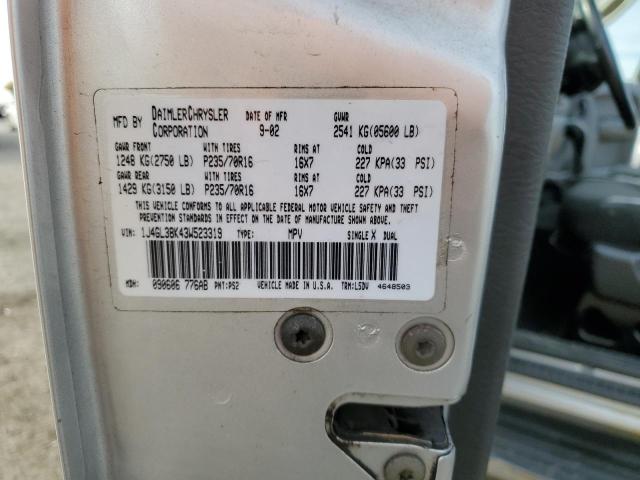 MFD BY DAIMLERCHRYSLER CORPORATION DATE OF MFR 9-02 GVWR 2541 KG(05600 LB)
GAWR FRONT WITH TIRES RIMS AT COLD
1248 KG(2750 LB) P235/70R16 16X7 227 KPA(33 PSI)
GAWR REAR WITH TIRES RIMS AT COLD
1429 KG(3150 LB) P235/70R16 16X7 227 KPA(33 PSI)
THIS VEHICLE CONFORMS TO ALL APPLICABLE FEDERAL MOTOR VEHICLE SAFETY AND THEFT
PREVENTION STANDARDS IN EFFECT ON THE DATE OF MANUFACTURE SHOWN ABOVE.
VIN: 1J4GL38K43W523319 TYPE: MPV SINGLE X DUAL
MDH: 090606 776AB PNT:PS2 VEHICLE MADE IN U.S.A. TRM:L5DV 4648503